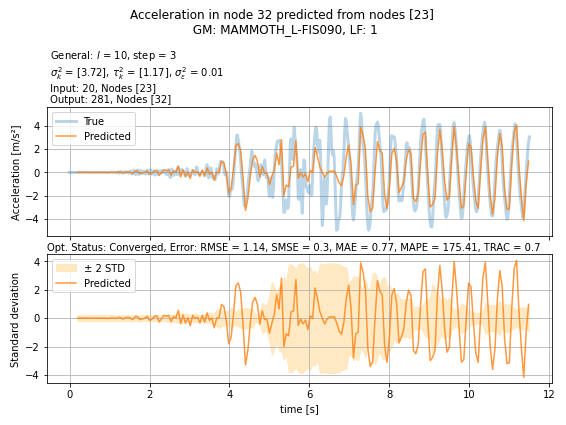 Acceleration in node 32 predicted from nodes [23]
GM: MAMMOTH_L-FIS090, LF: 1
General: l = 10, step = 3
σ²ₖ = [3.72], τ²ₖ = [1.17], σ²ε = 0.01
Input: 20, Nodes [23]
Output: 281, Nodes [32]
Acceleration [m/s²]
4
2
0
−2
−4
True
Predicted
Opt. Status: Converged, Error: RMSE = 1.14, SMSE = 0.3, MAE = 0.77, MAPE = 175.41, TRAC = 0.7
Standard deviation
4
2
0
−2
−4
± 2 STD
Predicted
0 2 4 6 8 10 12
time [s]